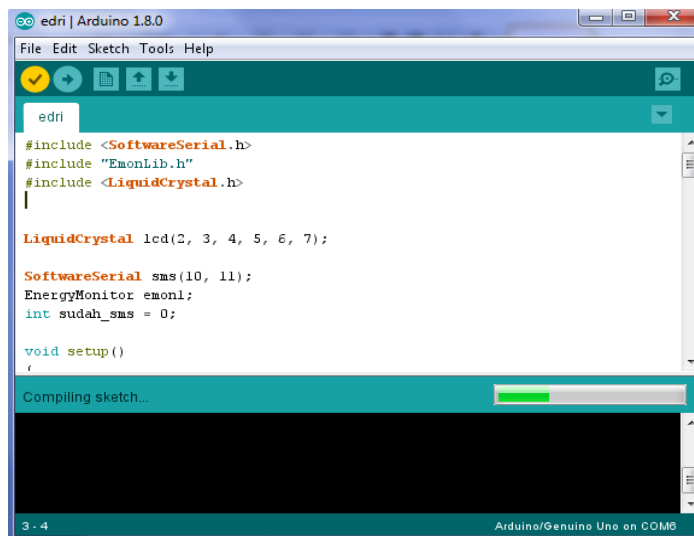 edri | Arduino 1.8.0
File Edit Sketch Tools Help
edri
#include <SoftwareSerial.h>
#include "EmonLib.h"
#include <LiquidCrystal.h>
LiquidCrystal lcd(2, 3, 4, 5, 6, 7);
SoftwareSerial sms(10, 11);
EnergyMonitor emon1;
int sudah_sms = 0;
void setup()
Compiling sketch...
3 - 4
Arduino/Genuino Uno on COM6